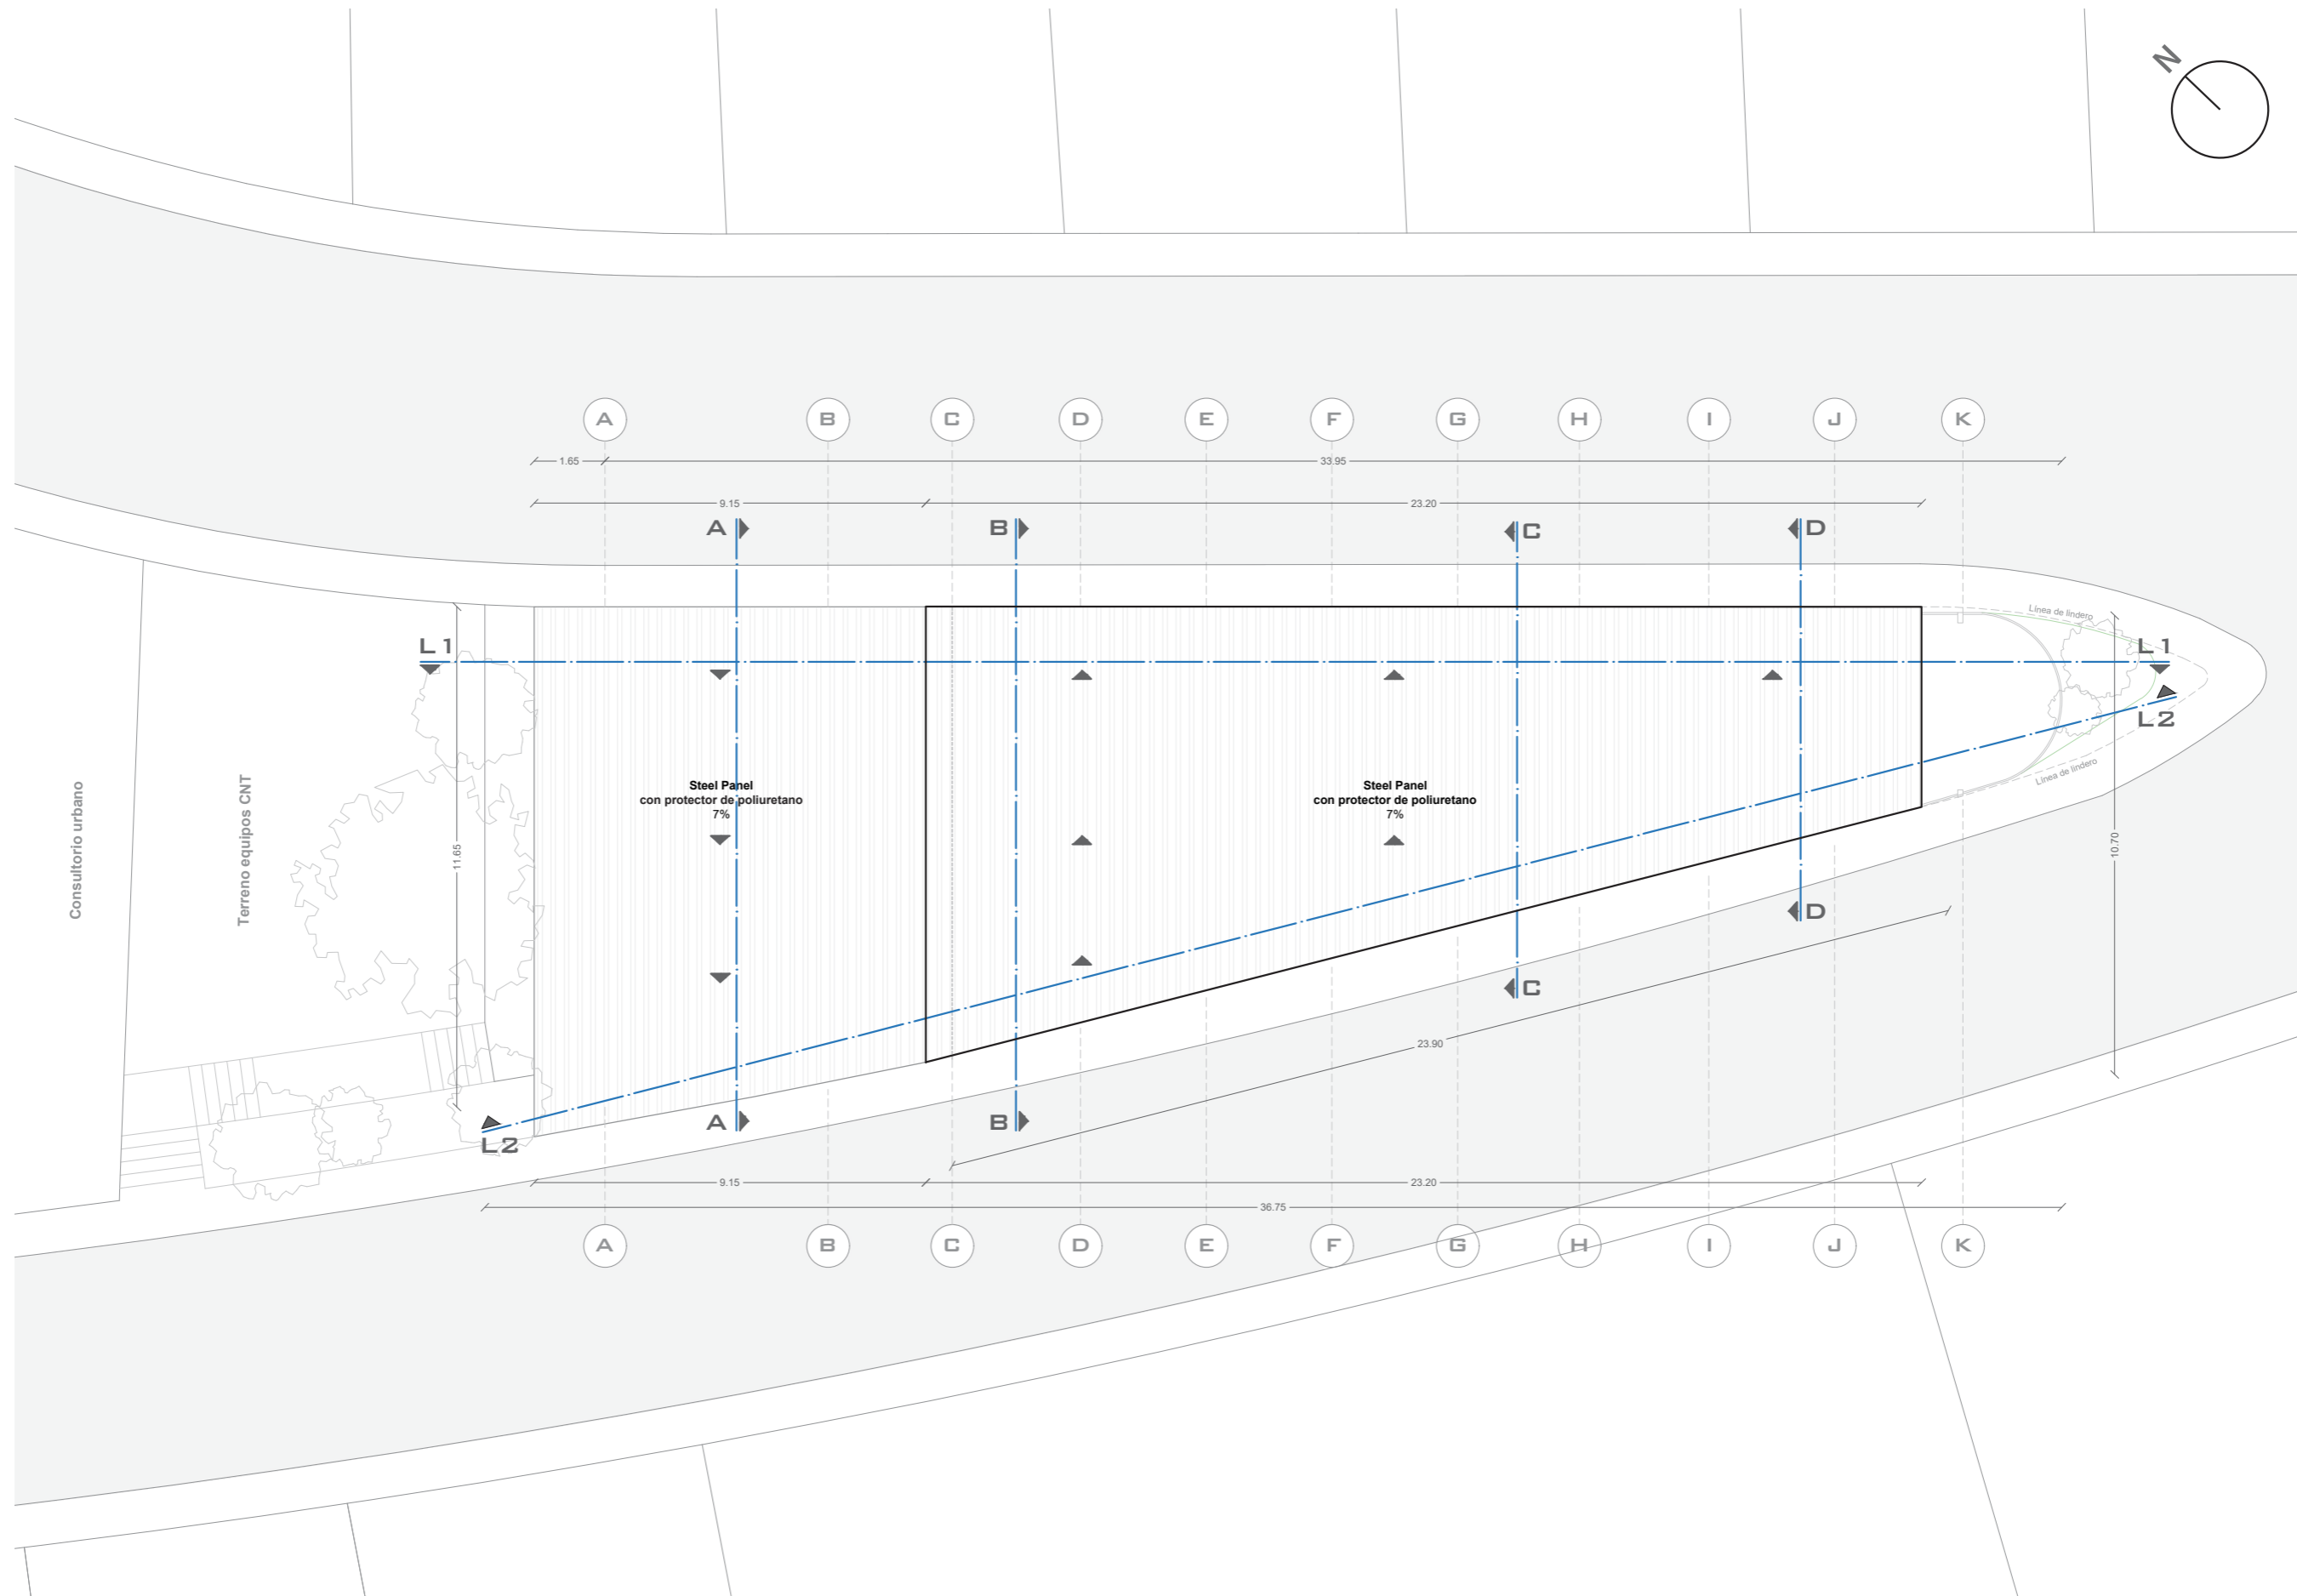 N
A B C D E F G H I J K
1.65 33.95
9.15 23.20
A B C D
Línea de lindero
L1 L1
L2
Steel Panel
con protector de poliuretano
7%
Steel Panel
con protector de poliuretano
7%
Línea de lindero
Consultorio urbano
Terreno equipos CNT
11.65
10.70
D
C
23.90
A B
L2
9.15 23.20
36.75
A B C D E F G H I J K